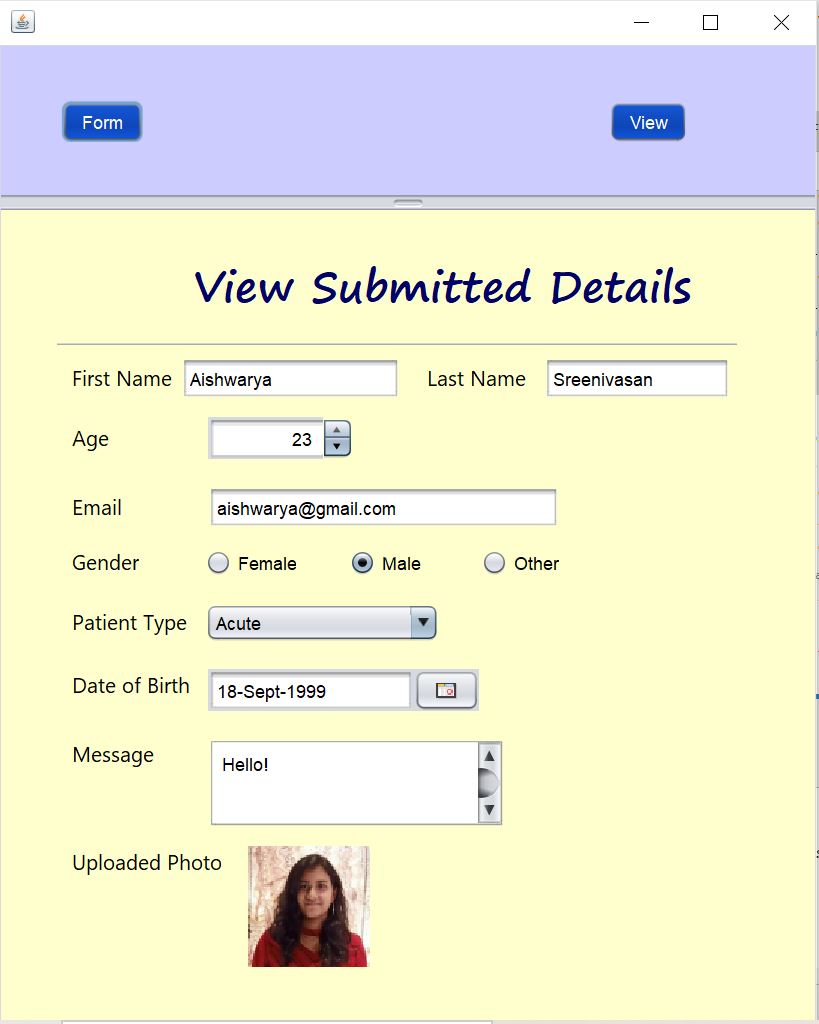 Form View
View Submitted Details
First Name Aishwarya Last Name Sreenivasan
Age 23
Email aishwarya@gmail.com
Gender Female Male Other
Patient Type Acute
Date of Birth 18-Sept-1999
Message Hello!
Uploaded Photo